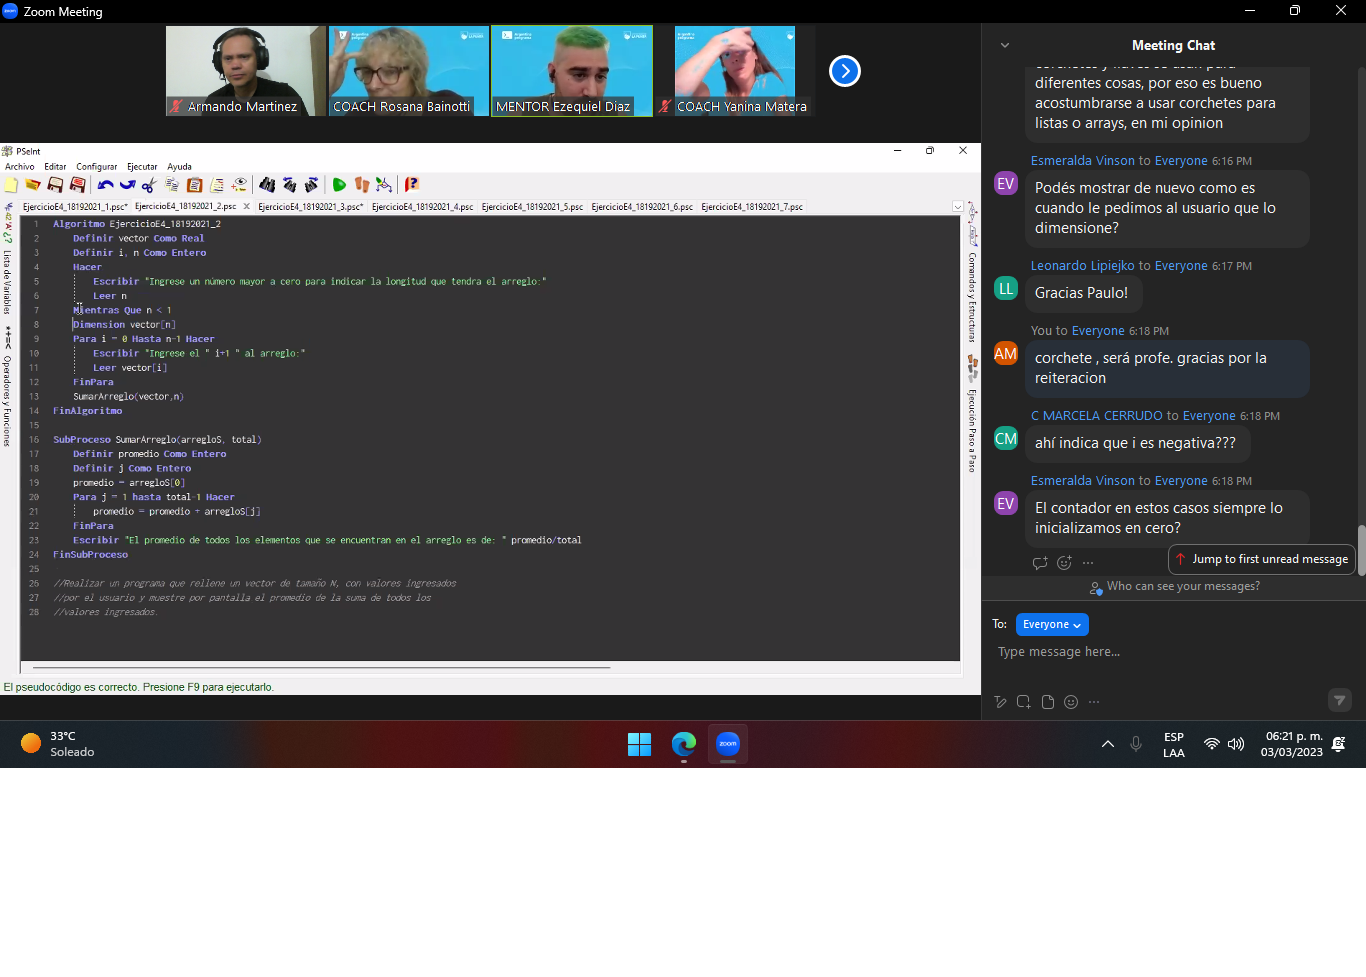 Zoom Meeting
Armando Martinez
COACH Rosana Bainotti
MENTOR Ezequiel Diaz
COACH Yanina Matera
PSeInt
Archivo Editar Configurar Ejecutar Ayuda
EjercicioE4_18192021_1.psc* EjercicioE4_18192021_2.psc EjercicioE4_18192021_3.psc* EjercicioE4_18192021_4.psc EjercicioE4_18192021_5.psc EjercicioE4_18192021_6.psc EjercicioE4_18192021_7.psc
Lista de Variables
Operadores y Funciones
1 Algoritmo EjercicioE4_18192021_2
2 Definir vector Como Real
3 Definir i, n Como Entero
4 Hacer
5 Escribir "Ingrese un número mayor a cero para indicar la longitud que tendra el arreglo:"
6 Leer n
7 Mientras Que n < 1
8 Dimension vector[n]
9 Para i = 0 Hasta n-1 Hacer
10 Escribir "Ingrese el " i+1 " al arreglo:"
11 Leer vector[i]
12 FinPara
13 SumarArreglo(vector,n)
14 FinAlgoritmo
15
16 SubProceso SumarArreglo(arregloS, total)
17 Definir promedio Como Entero
18 Definir j Como Entero
19 promedio = arregloS[0]
20 Para j = 1 hasta total-1 Hacer
21 promedio = promedio + arregloS[j]
22 FinPara
23 Escribir "El promedio de todos los elementos que se encuentran en el arreglo es de: " promedio/total
24 FinSubProceso
25
26 //Realizar un programa que rellene un vector de tamaño N, con valores ingresados
27 //por el usuario y muestre por pantalla el promedio de la suma de todos los
28 //valores ingresados.
Comandos y Estructuras
Ejecución Paso a Paso
El pseudocódigo es correcto. Presione F9 para ejecutarlo.
Meeting Chat
diferentes cosas, por eso es bueno
acostumbrarse a usar corchetes para
listas o arrays, en mi opinion
Esmeralda Vinson to Everyone 6:16 PM
EV
Podés mostrar de nuevo como es
cuando le pedimos al usuario que lo
dimensione?
Leonardo Lipiejko to Everyone 6:17 PM
LL
Gracias Paulo!
You to Everyone 6:18 PM
AM
corchete , será profe. gracias por la
reiteracion
C MARCELA CERRUDO to Everyone 6:18 PM
CM
ahí indica que i es negativa???
Esmeralda Vinson to Everyone 6:18 PM
EV
El contador en estos casos siempre lo
inicializamos en cero?
Jump to first unread message
Who can see your messages?
To: Everyone
Type message here...
33°C
Soleado
zoom
ESP
LAA
06:21 p. m.
03/03/2023